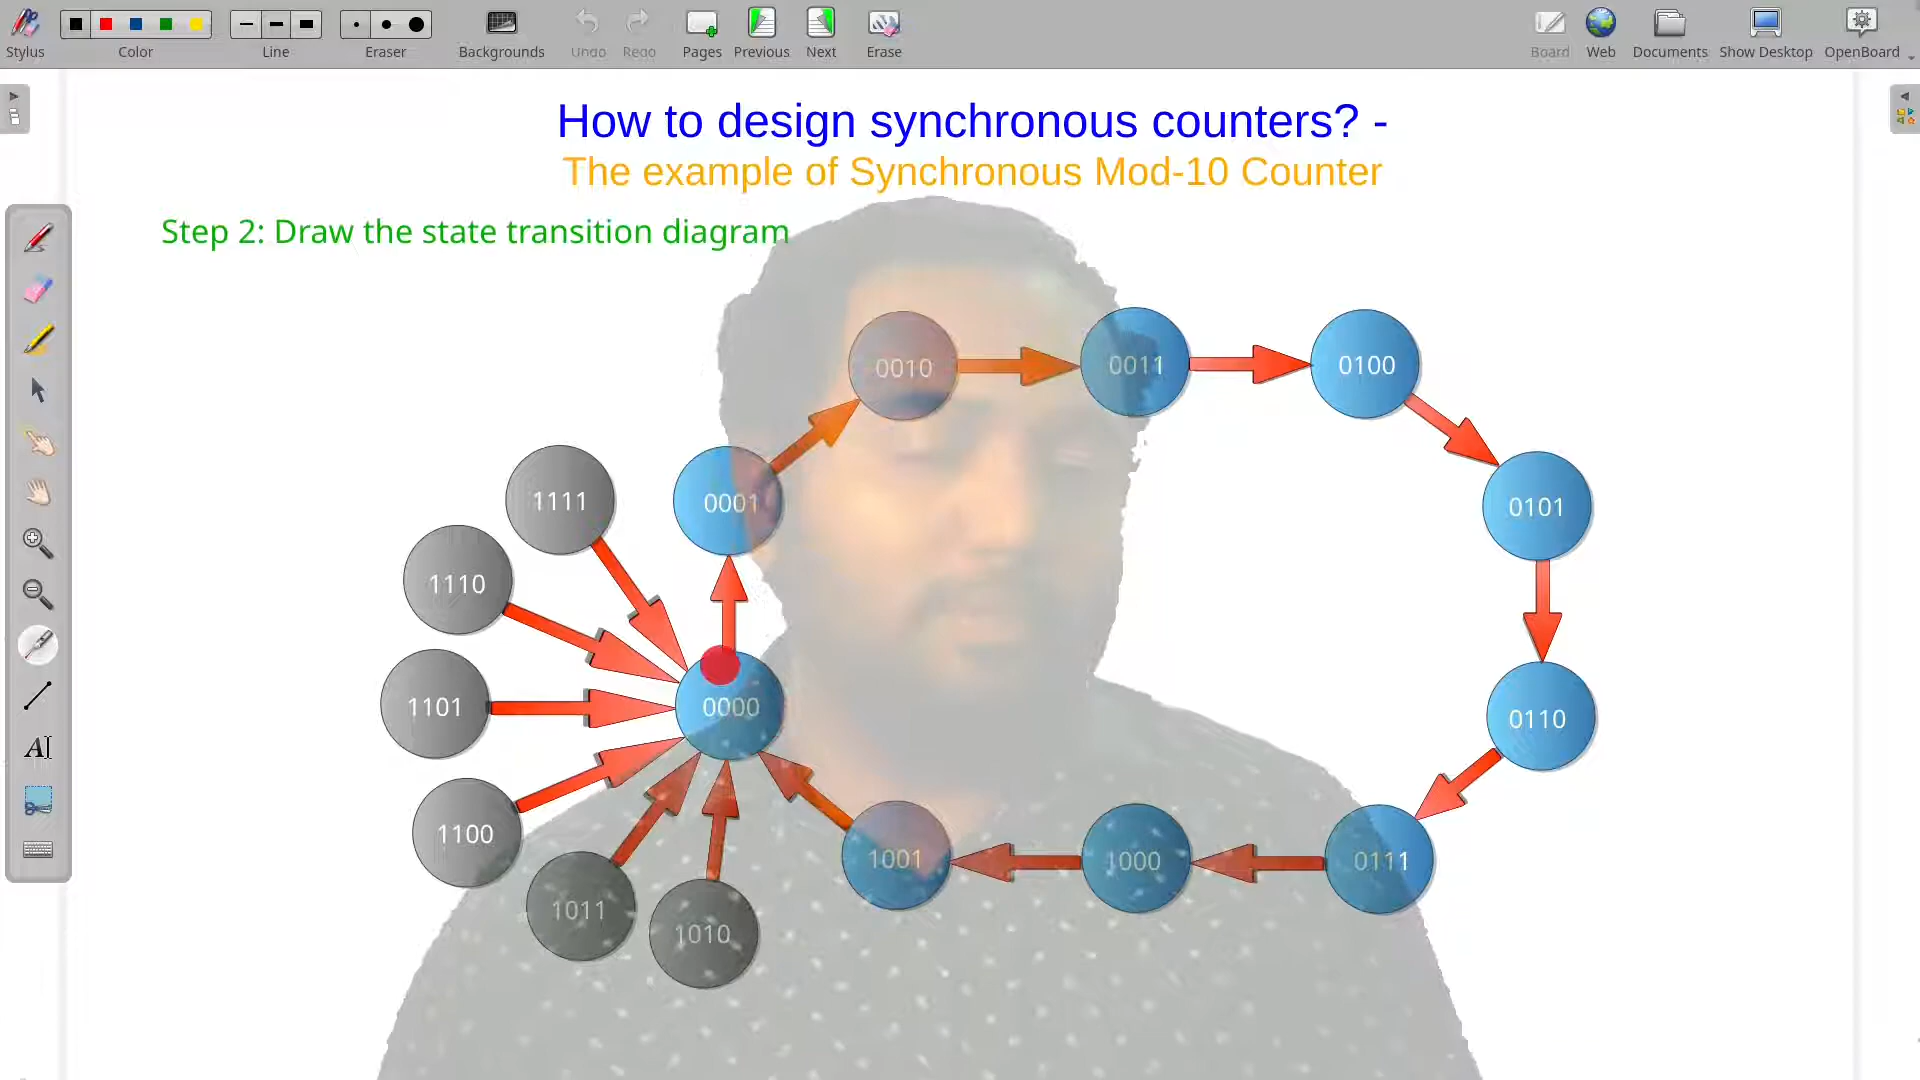 Stylus
Color
Line
Eraser
Backgrounds
Undo
Redo
Pages
Previous
Next
Erase
Board
Web
Documents
Show Desktop
OpenBoard
How to design synchronous counters? -
The example of Synchronous Mod-10 Counter
Step 2: Draw the state transition diagram
0010
0011
0100
1111
0001
0101
1110
1101
0000
0110
1100
1001
1000
0111
1011
1010
AI